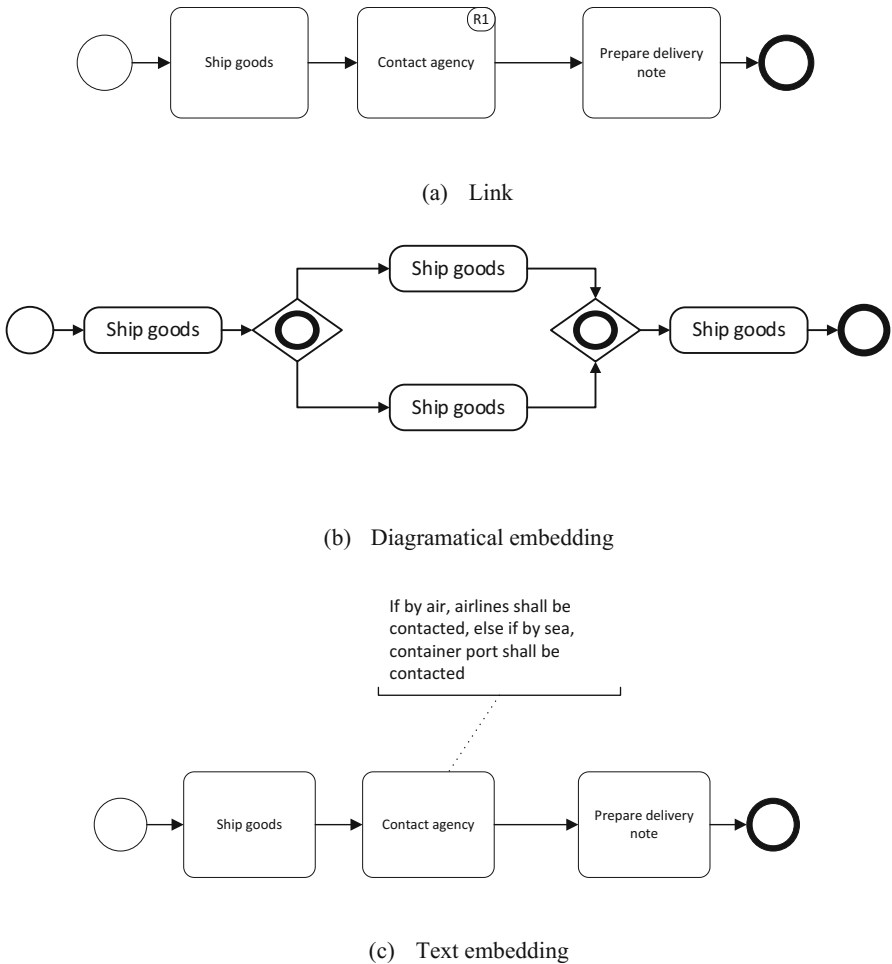 R1
Ship goods
Contact agency
Prepare delivery
note
(a) Link
Ship goods
Ship goods
Ship goods
Ship goods
(b) Diagramatical embedding
If by air, airlines shall be
contacted, else if by sea,
container port shall be
contacted
Ship goods
Contact agency
Prepare delivery
note
(c) Text embedding